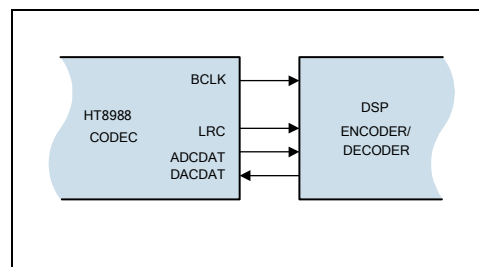 BCLK
HT8988
CODEC
LRC
ADCDAT
DACDAT
DSP
ENCODER/
DECODER